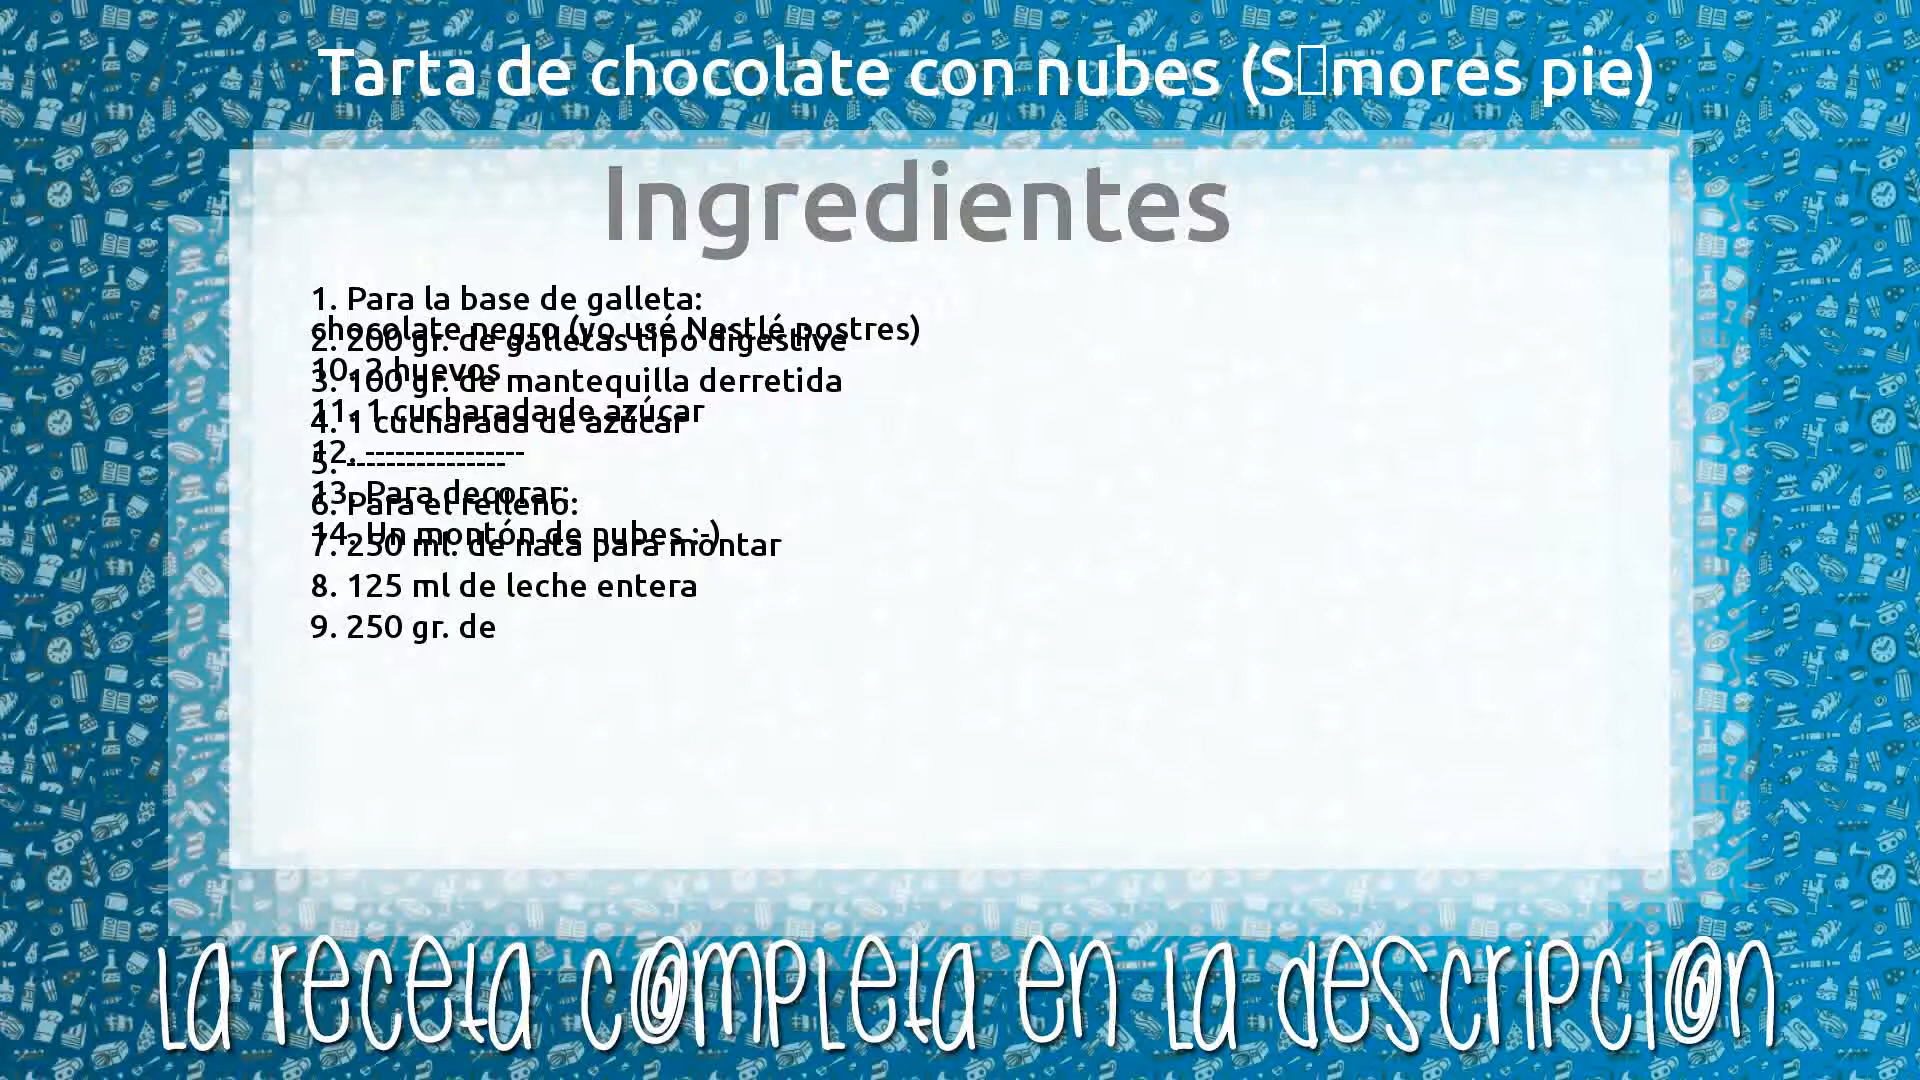 Tarta de chocolate con nubes (S▯mores pie)
Ingredientes
1. Para la base de galleta:
2. 200 gr. de galletas tipo digestive
3. 100 gr. de mantequilla derretida
4. 1 cucharada de azúcar
5. ----------------
6. Para el relleno:
7. 250 ml. de nata para montar
8. 125 ml de leche entera
9. 250 gr. de
chocolate negro (yo usé Nestlé postres)
10. 2 huevos
11. 1 cucharada de azúcar
12. ----------------
13. Para decorar:
14. Un montón de nubes ;-)
La receta c@mpleta en la descripci@n